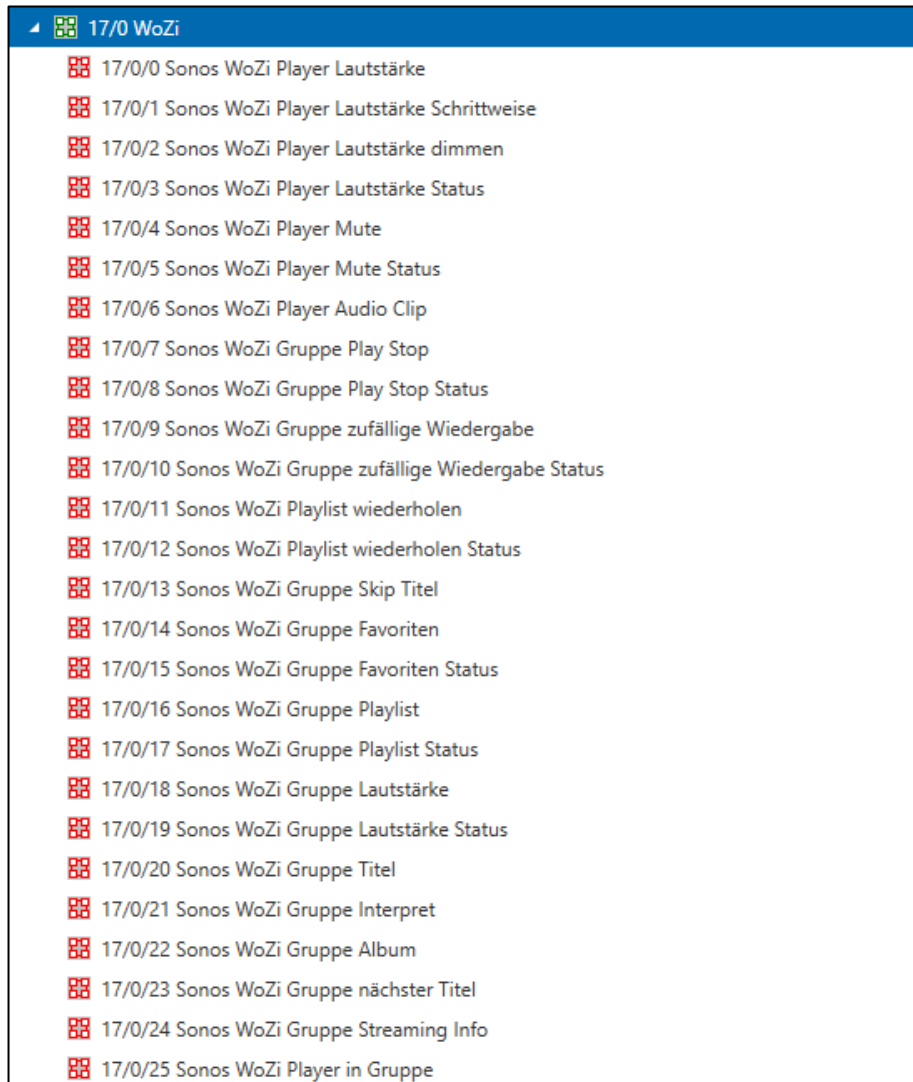 17/0 WoZi
17/0/0 Sonos WoZi Player Lautstärke
17/0/1 Sonos WoZi Player Lautstärke Schrittweise
17/0/2 Sonos WoZi Player Lautstärke dimmen
17/0/3 Sonos WoZi Player Lautstärke Status
17/0/4 Sonos WoZi Player Mute
17/0/5 Sonos WoZi Player Mute Status
17/0/6 Sonos WoZi Player Audio Clip
17/0/7 Sonos WoZi Gruppe Play Stop
17/0/8 Sonos WoZi Gruppe Play Stop Status
17/0/9 Sonos WoZi Gruppe zufällige Wiedergabe
17/0/10 Sonos WoZi Gruppe zufällige Wiedergabe Status
17/0/11 Sonos WoZi Playlist wiederholen
17/0/12 Sonos WoZi Playlist wiederholen Status
17/0/13 Sonos WoZi Gruppe Skip Titel
17/0/14 Sonos WoZi Gruppe Favoriten
17/0/15 Sonos WoZi Gruppe Favoriten Status
17/0/16 Sonos WoZi Gruppe Playlist
17/0/17 Sonos WoZi Gruppe Playlist Status
17/0/18 Sonos WoZi Gruppe Lautstärke
17/0/19 Sonos WoZi Gruppe Lautstärke Status
17/0/20 Sonos WoZi Gruppe Titel
17/0/21 Sonos WoZi Gruppe Interpret
17/0/22 Sonos WoZi Gruppe Album
17/0/23 Sonos WoZi Gruppe nächster Titel
17/0/24 Sonos WoZi Gruppe Streaming Info
17/0/25 Sonos WoZi Player in Gruppe